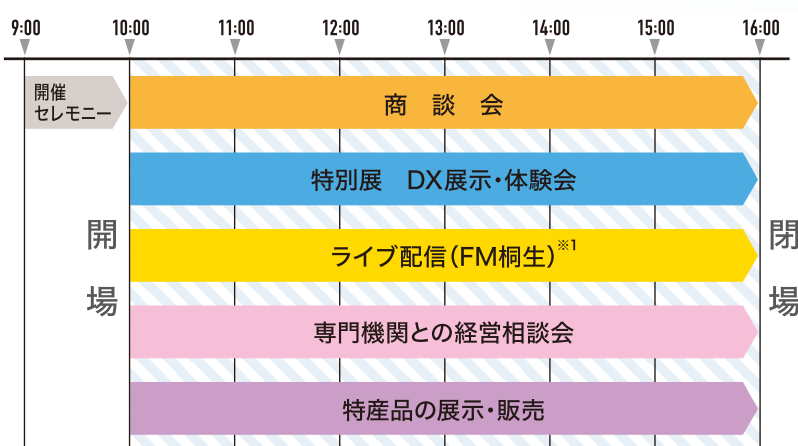 9:00 10:00 11:00 12:00 13:00 14:00 15:00 16:00
開催
セレモニー
商　談　会
特別展　DX展示・体験会
開場
ライブ配信（FM桐生）※1
閉場
専門機関との経営相談会
特産品の展示・販売